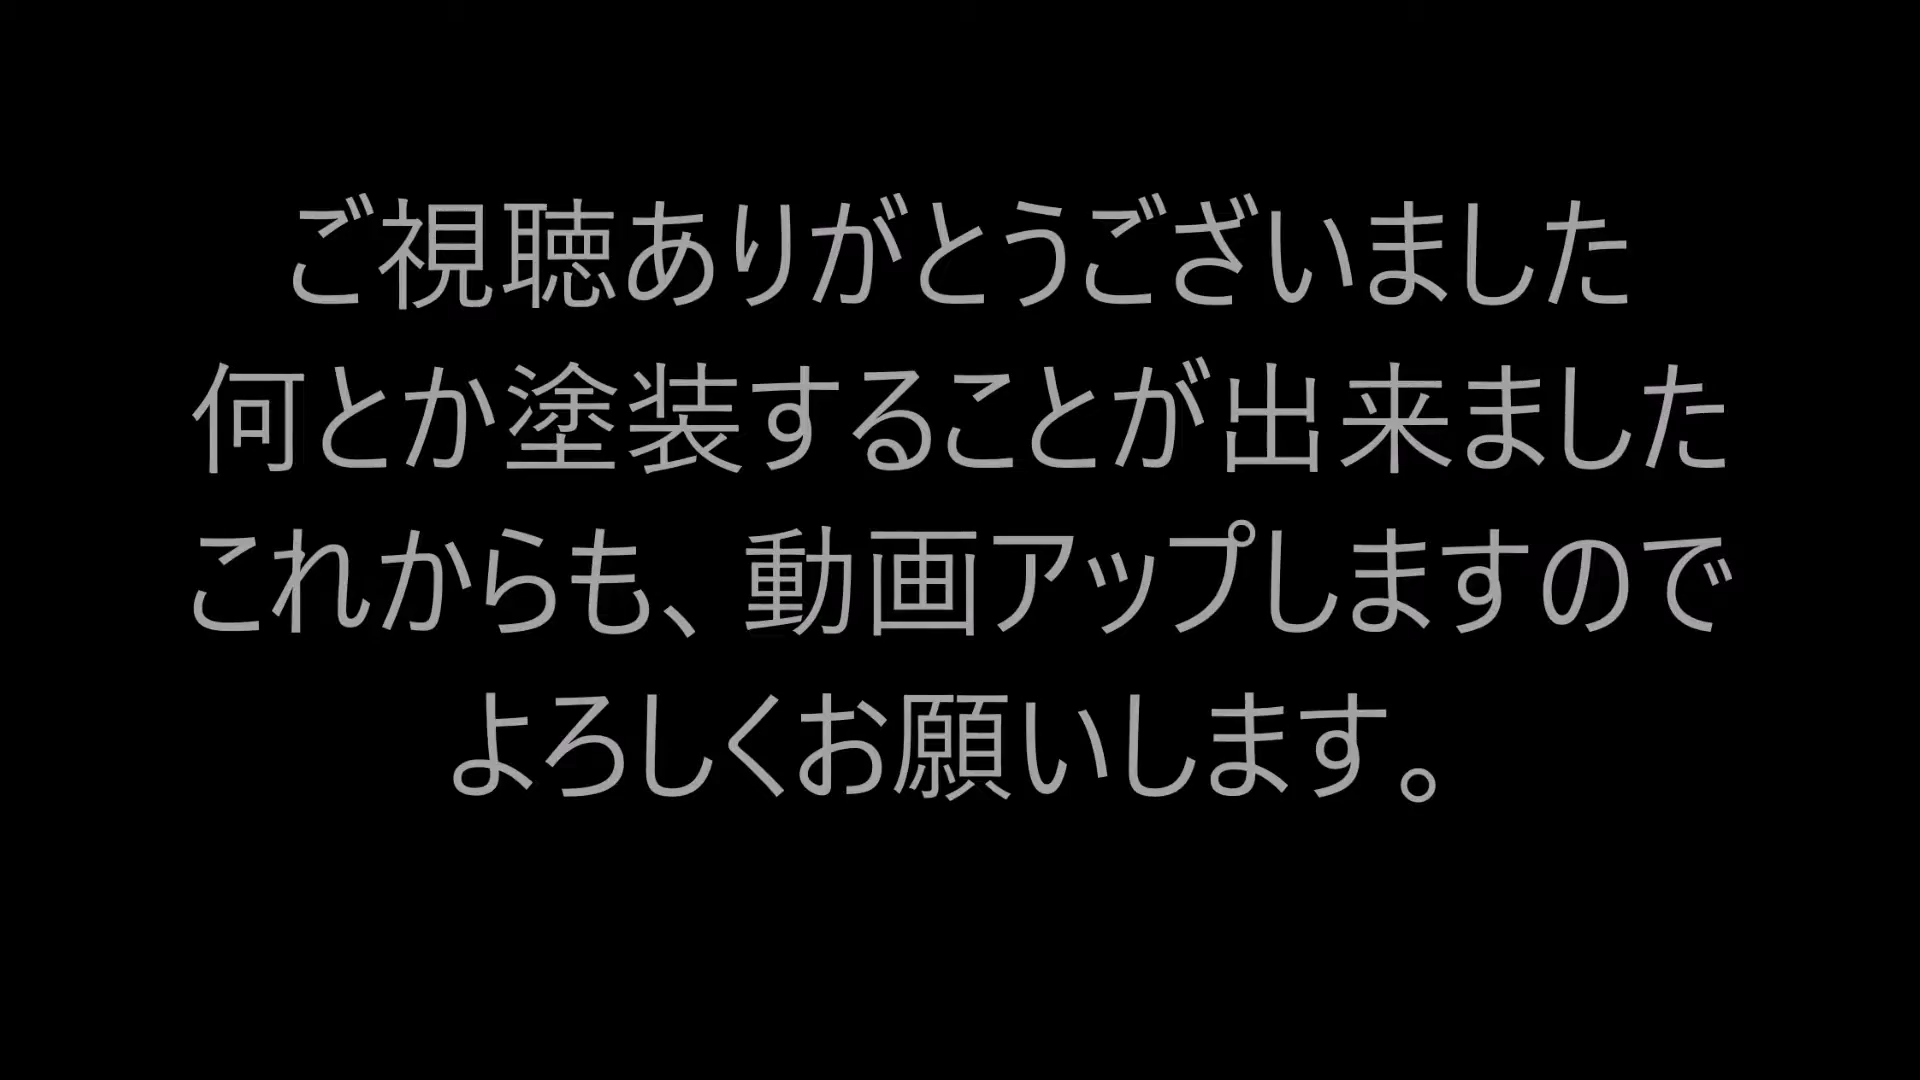 ご視聴ありがとうございました
何とか塗装することが出来ました
これからも、動画アップしますので
よろしくお願いします。